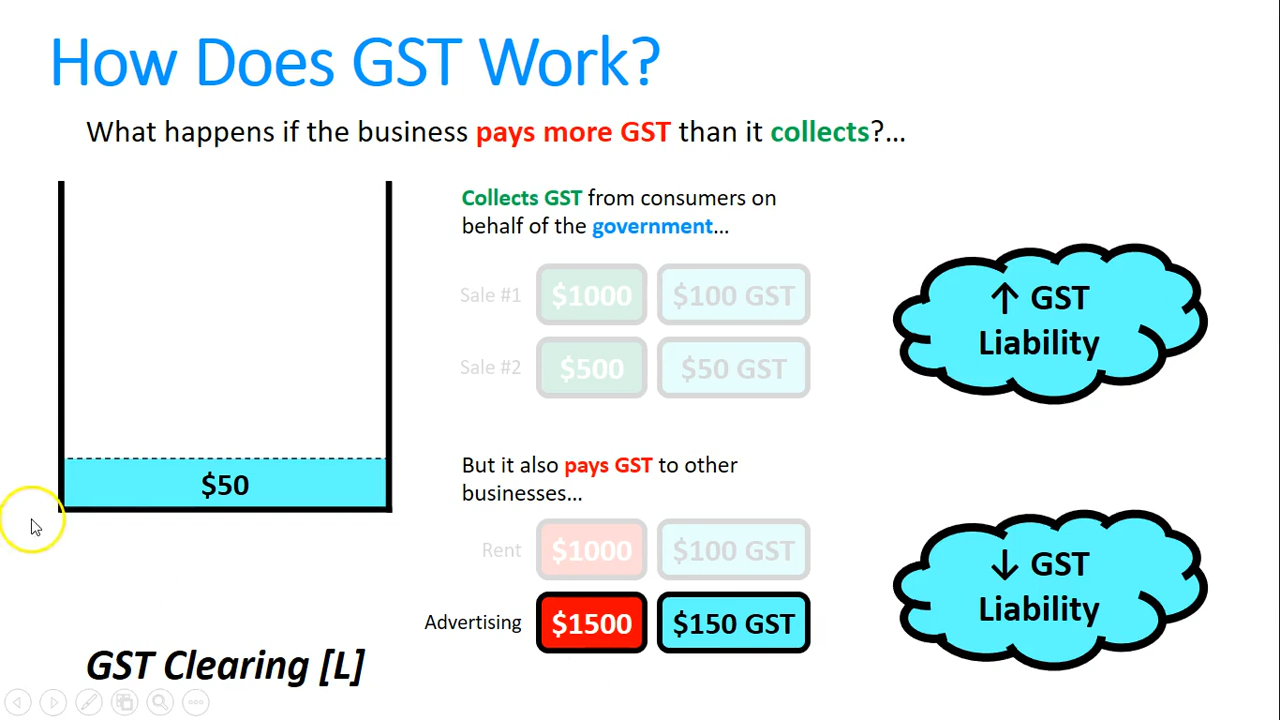 How Does GST Work?
What happens if the business pays more GST than it collects?...
Collects GST from consumers on
behalf of the government...
Sale #1 $1000 $100 GST
Sale #2 $500 $50 GST
↑ GST
Liability
$50
But it also pays GST to other
businesses...
Rent $1000 $100 GST
Advertising $1500 $150 GST
↓ GST
Liability
GST Clearing [L]